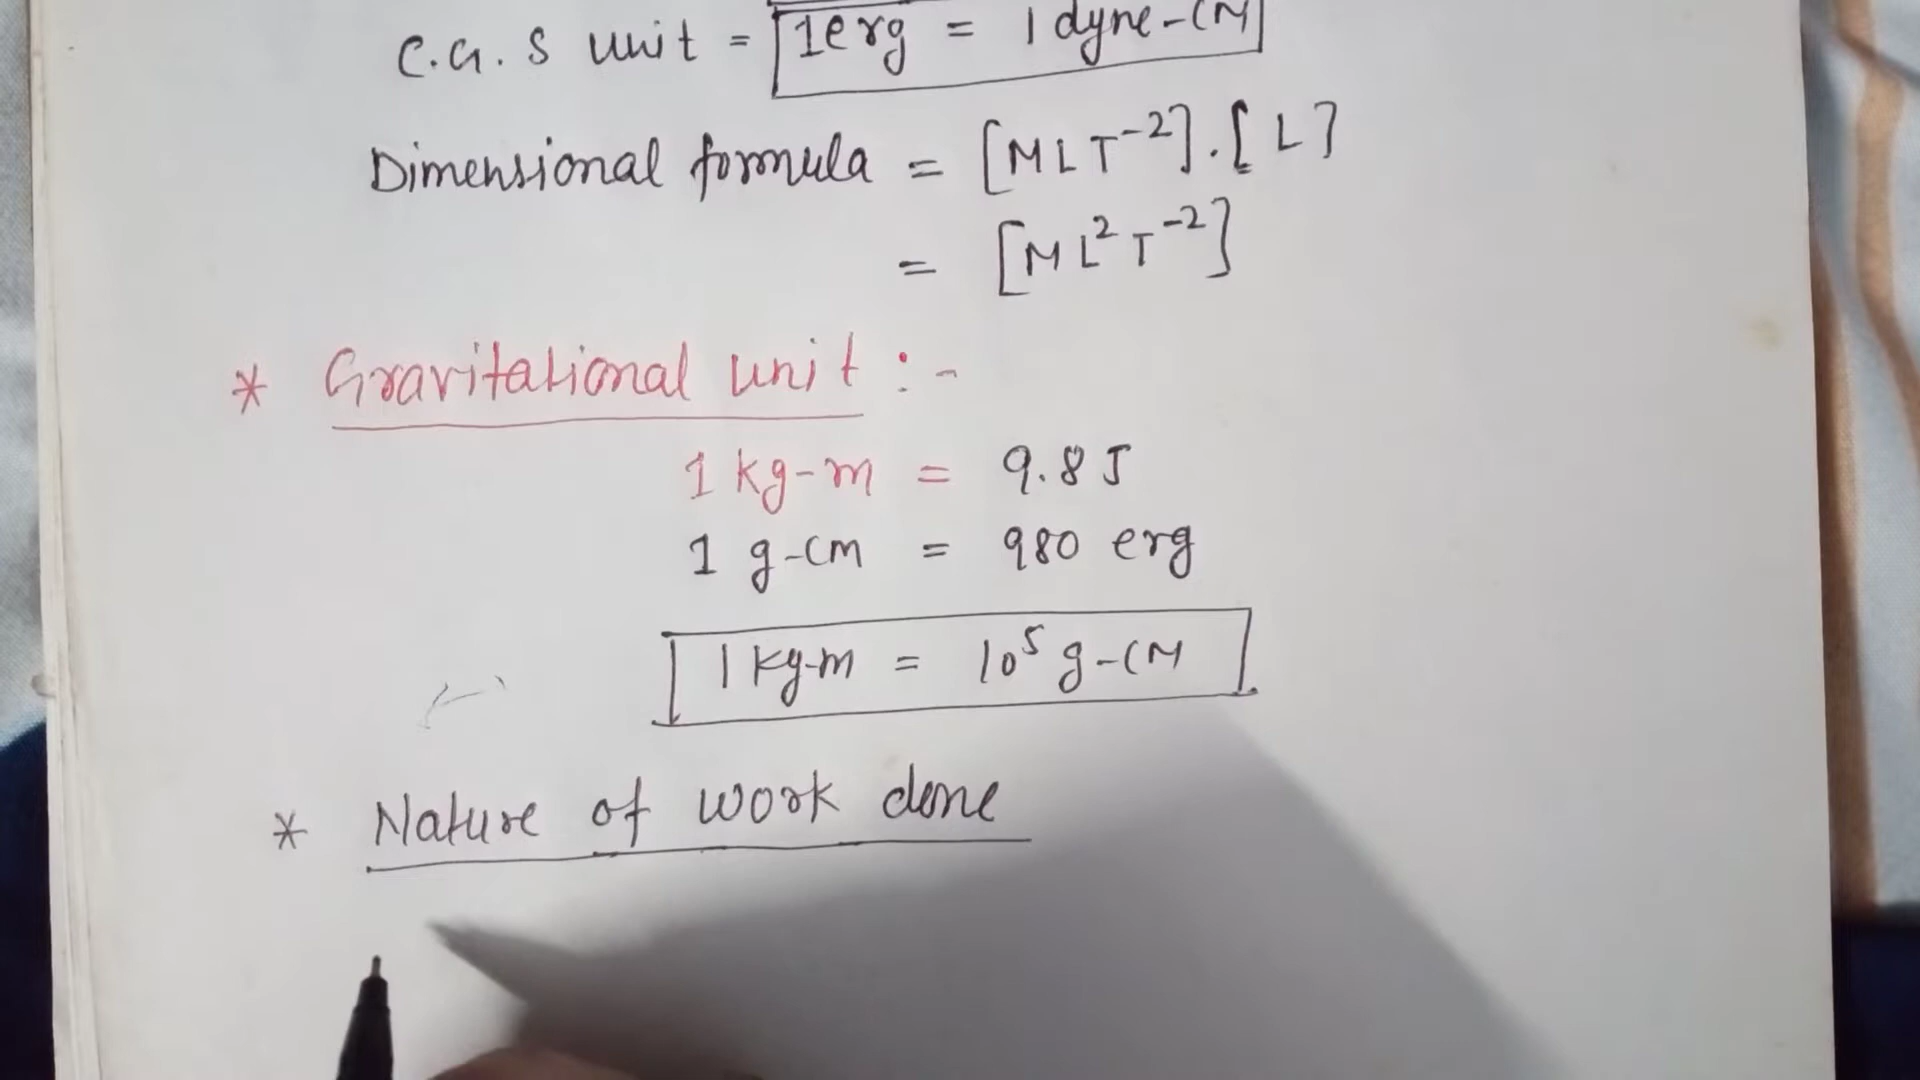 C.G.S unit = 1erg = 1 dyne-CM
Dimensional formula = [MLT⁻²].[L]
= [ML²T⁻²]
* Gravitational unit :-
1 kg-m = 9.8 J
1 g-cm = 980 erg
1 kg-m = 10⁵ g-CM
* Nature of work done